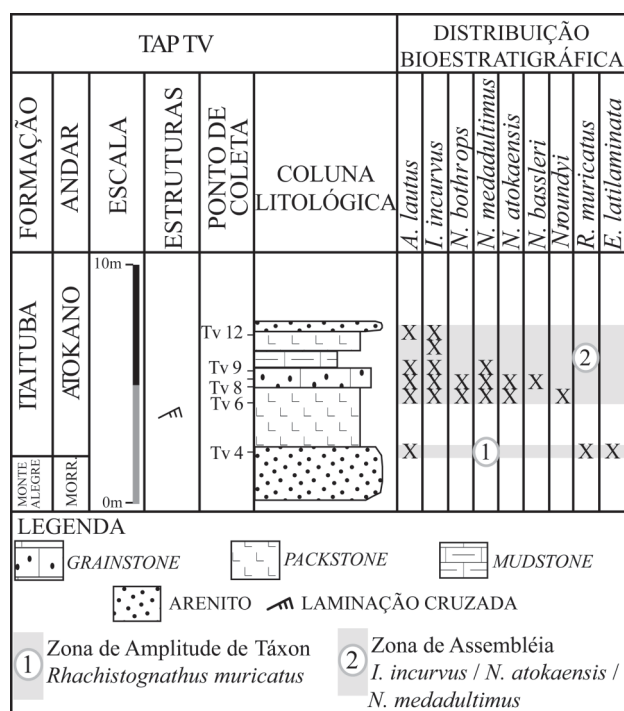 TAP TV
DISTRIBUIÇÃO
BIOESTRATIGRÁFICA
FORMAÇÃO
ANDAR
ESCALA
ESTRUTURAS
PONTO DE
COLETA
COLUNA
LITOLÓGICA
A. lautus
I. incurvus
N. bothrops
N. medadultimus
N. atokaensis
N. bassleri
N. roundyi
R. muricatus
E. latilaminata
ITAITUBA
MONTE
ALEGRE
ATOKANO
MORR.
10m
0m
Tv 12
Tv 9
Tv 8
Tv 6
Tv 4
X X
X
X X X
X X X X X X
X X X X X X
X X X
2
1
LEGENDA
GRAINSTONE
PACKSTONE
MUDSTONE
ARENITO
LAMINAÇÃO CRUZADA
1
Zona de Amplitude de Táxon
Rhachistognathus muricatus
2
Zona de Assembléia
I. incurvus / N. atokaensis /
N. medadultimus